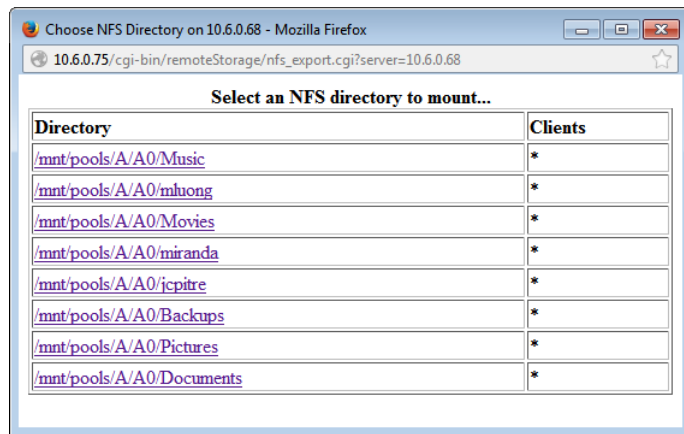 Choose NFS Directory on 10.6.0.68 - Mozilla Firefox
10.6.0.75/cgi-bin/remoteStorage/nfs_export.cgi?server=10.6.0.68
Select an NFS directory to mount...
Directory Clients
/mnt/pools/A/A0/Music *
/mnt/pools/A/A0/mluong *
/mnt/pools/A/A0/Movies *
/mnt/pools/A/A0/miranda *
/mnt/pools/A/A0/jcpitre *
/mnt/pools/A/A0/Backups *
/mnt/pools/A/A0/Pictures *
/mnt/pools/A/A0/Documents *